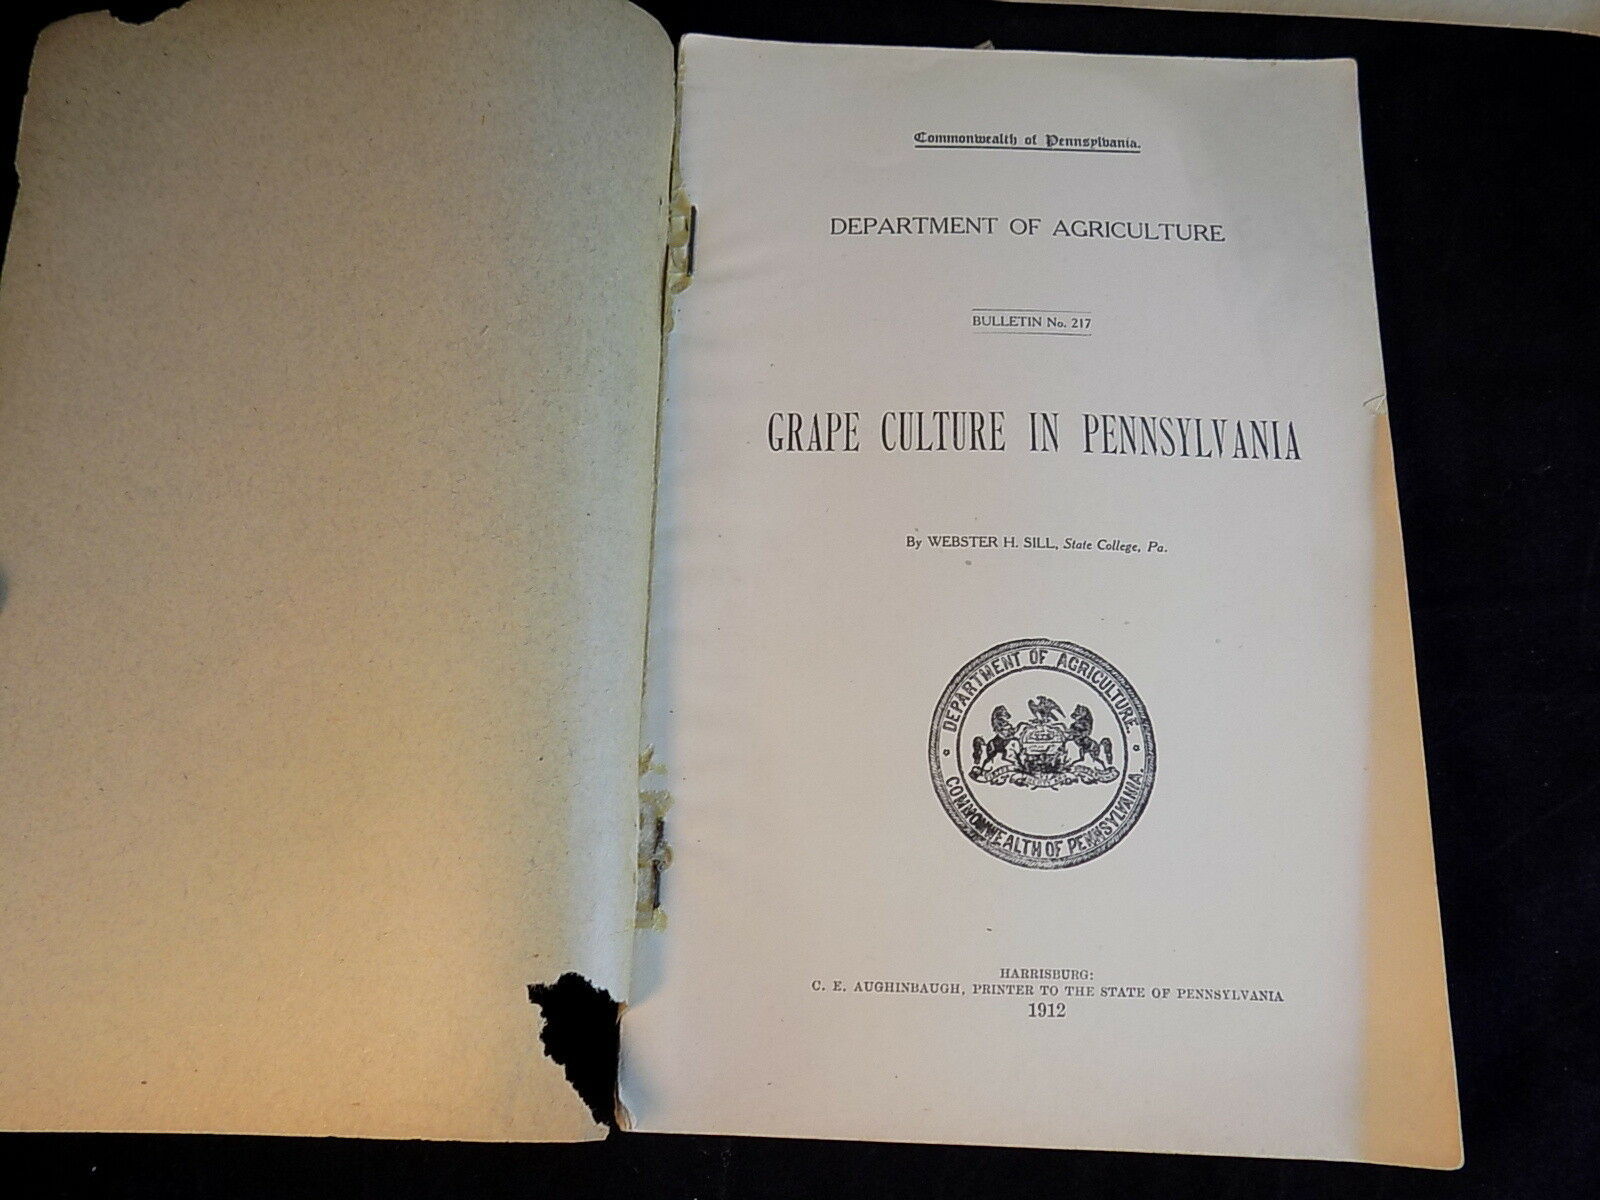 Commonwealth of Pennsylvania.
DEPARTMENT OF AGRICULTURE
BULLETIN No. 217
GRAPE CULTURE IN PENNSYLVANIA
By WEBSTER H. SILL, State College, Pa.
DEPARTMENT OF AGRICULTURE.
COMMONWEALTH OF PENNSYLVANIA.
HARRISBURG:
C. E. AUGHINBAUGH, PRINTER TO THE STATE OF PENNSYLVANIA
1912